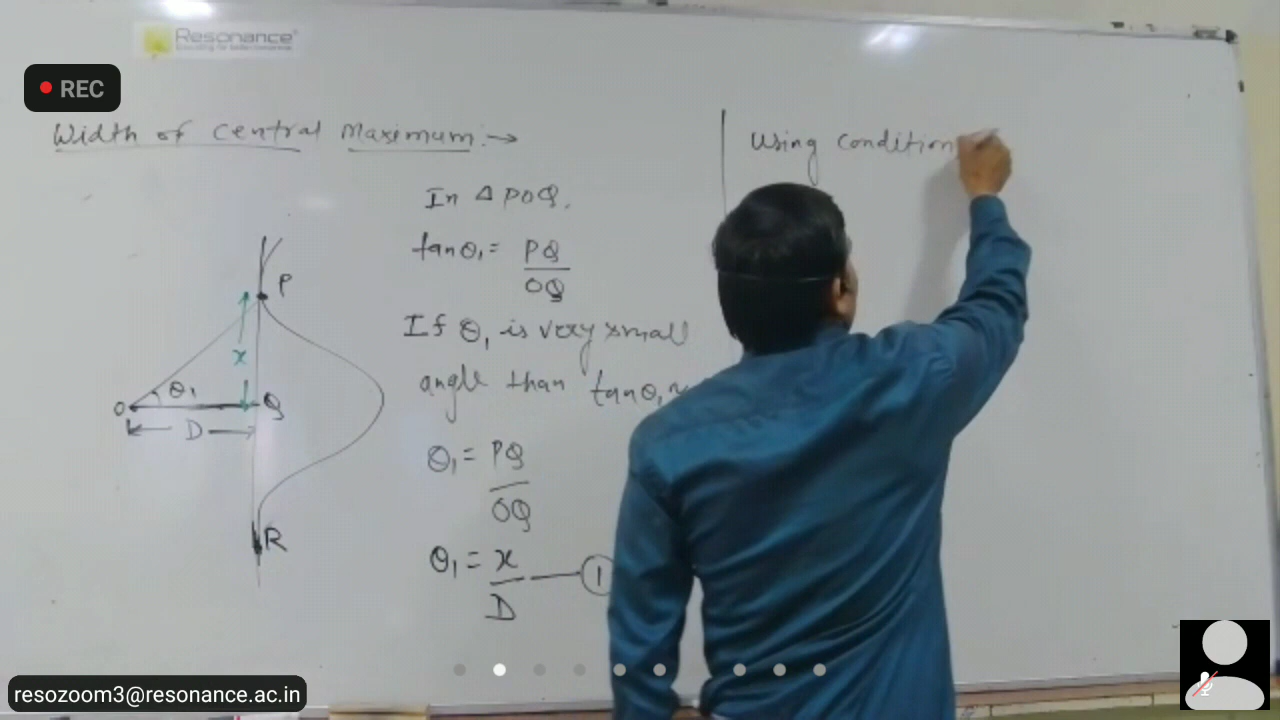 Resonance
REC
Width of Central Maximum:→
In Δ POQ.
tanθ₁ = PQ
OQ
If θ₁ is very small
angle than tanθ₁ ≈
θ₁ = PQ
OQ
θ₁ = x — ①
D
P
x
θ₁
O
Q
D
R
Using condition
resozoom3@resonance.ac.in